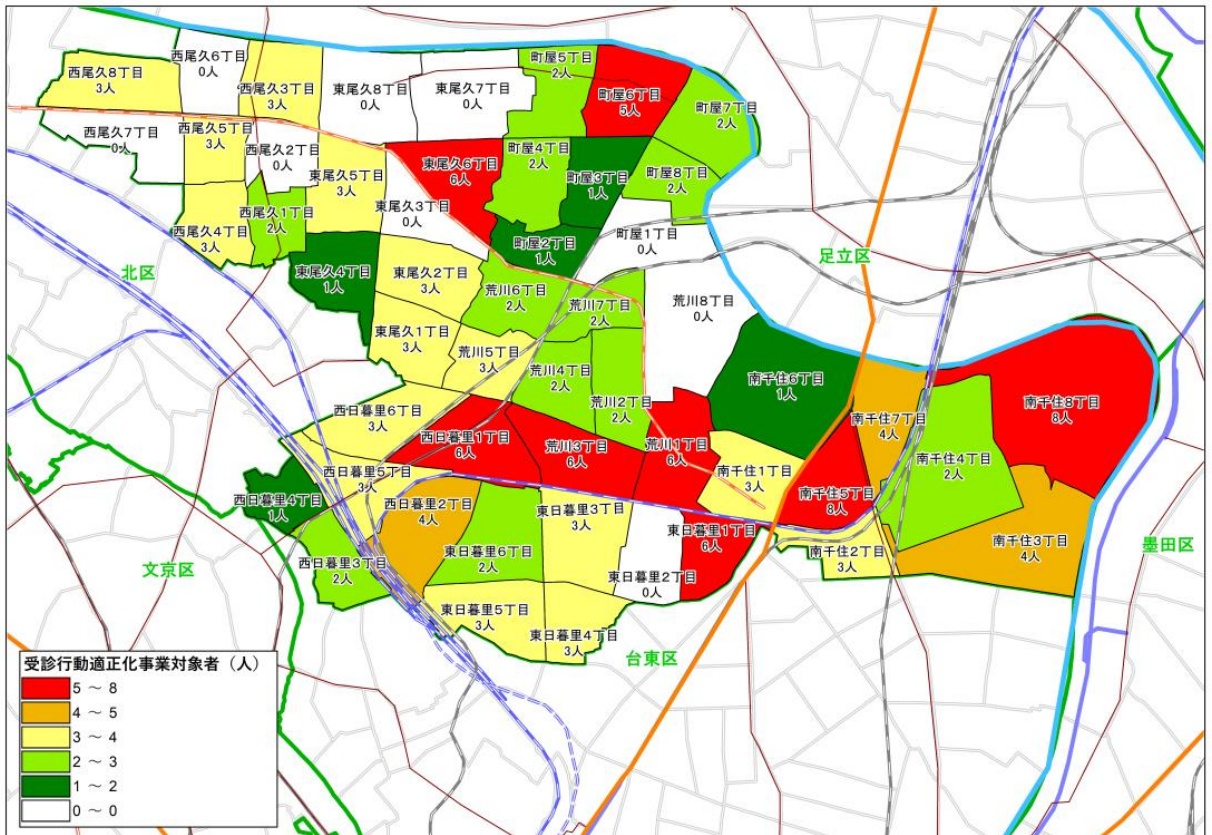 西尾久6丁目
0人
西尾久8丁目
3人
西尾久3丁目
3人
東尾久8丁目
0人
東尾久7丁目
0人
町屋5丁目
2人
町屋6丁目
5人
町屋7丁目
2人
西尾久7丁目
0人
西尾久5丁目
3人
西尾久2丁目
0人
東尾久5丁目
3人
東尾久6丁目
6人
町屋4丁目
2人
町屋3丁目
1人
町屋8丁目
2人
西尾久4丁目
3人
西尾久1丁目
2人
東尾久3丁目
0人
町屋2丁目
1人
町屋1丁目
0人
足立区
北区
東尾久4丁目
1人
東尾久2丁目
3人
荒川6丁目
2人
荒川7丁目
2人
荒川8丁目
0人
東尾久1丁目
3人
荒川5丁目
3人
荒川4丁目
2人
荒川2丁目
2人
南千住6丁目
1人
南千住7丁目
4人
南千住8丁目
8人
西日暮里6丁目
3人
西日暮里1丁目
6人
荒川3丁目
6人
荒川1丁目
6人
南千住1丁目
3人
南千住4丁目
2人
西日暮里5丁目
3人
西日暮里4丁目
1人
西日暮里2丁目
4人
東日暮里3丁目
3人
東日暮里1丁目
6人
南千住5丁目
8人
南千住3丁目
4人
南千住2丁目
3人
墨田区
文京区
西日暮里3丁目
2人
東日暮里6丁目
2人
東日暮里2丁目
0人
東日暮里5丁目
3人
東日暮里4丁目
3人
台東区
受診行動適正化事業対象者（人）
5 ～ 8
4 ～ 5
3 ～ 4
2 ～ 3
1 ～ 2
0 ～ 0